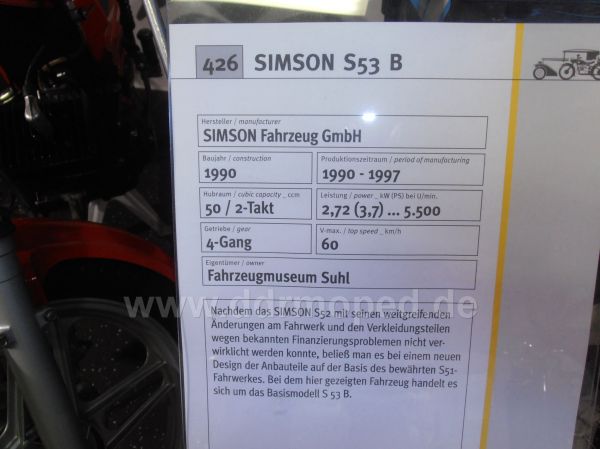 426 SIMSON S53 B
Hersteller / manufacturer
SIMSON Fahrzeug GmbH
Baujahr / construction
1990
Produktionszeitraum / period of manufacturing
1990 - 1997
Hubraum / cubic capacity _ ccm
50 / 2-Takt
Leistung / power _ kW (PS) bei U/min.
2,72 (3,7) ... 5.500
Getriebe / gear
4-Gang
V-max. / top speed _ km/h
60
Eigentümer / owner
Fahrzeugmuseum Suhl
www.ddrmoped.de
Nachdem das SIMSON S52 mit seinen weitgreifenden
Änderungen am Fahrwerk und den Verkleidungsteilen
wegen bekannten Finanzierungsproblemen nicht ver-
wirklicht werden konnte, beließ man es bei einem neuen
Design der Anbauteile auf der Basis des bewährten S51-
Fahrwerkes. Bei dem hier gezeigten Fahrzeug handelt es
sich um das Basismodell S 53 B.